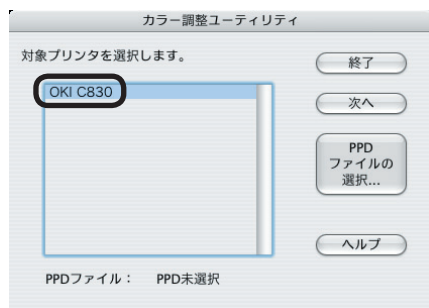 カラー調整ユーティリティ
対象プリンタを選択します。
OKI C830
終了
次へ
PPD
ファイルの
選択...
ヘルプ
PPDファイル： PPD未選択